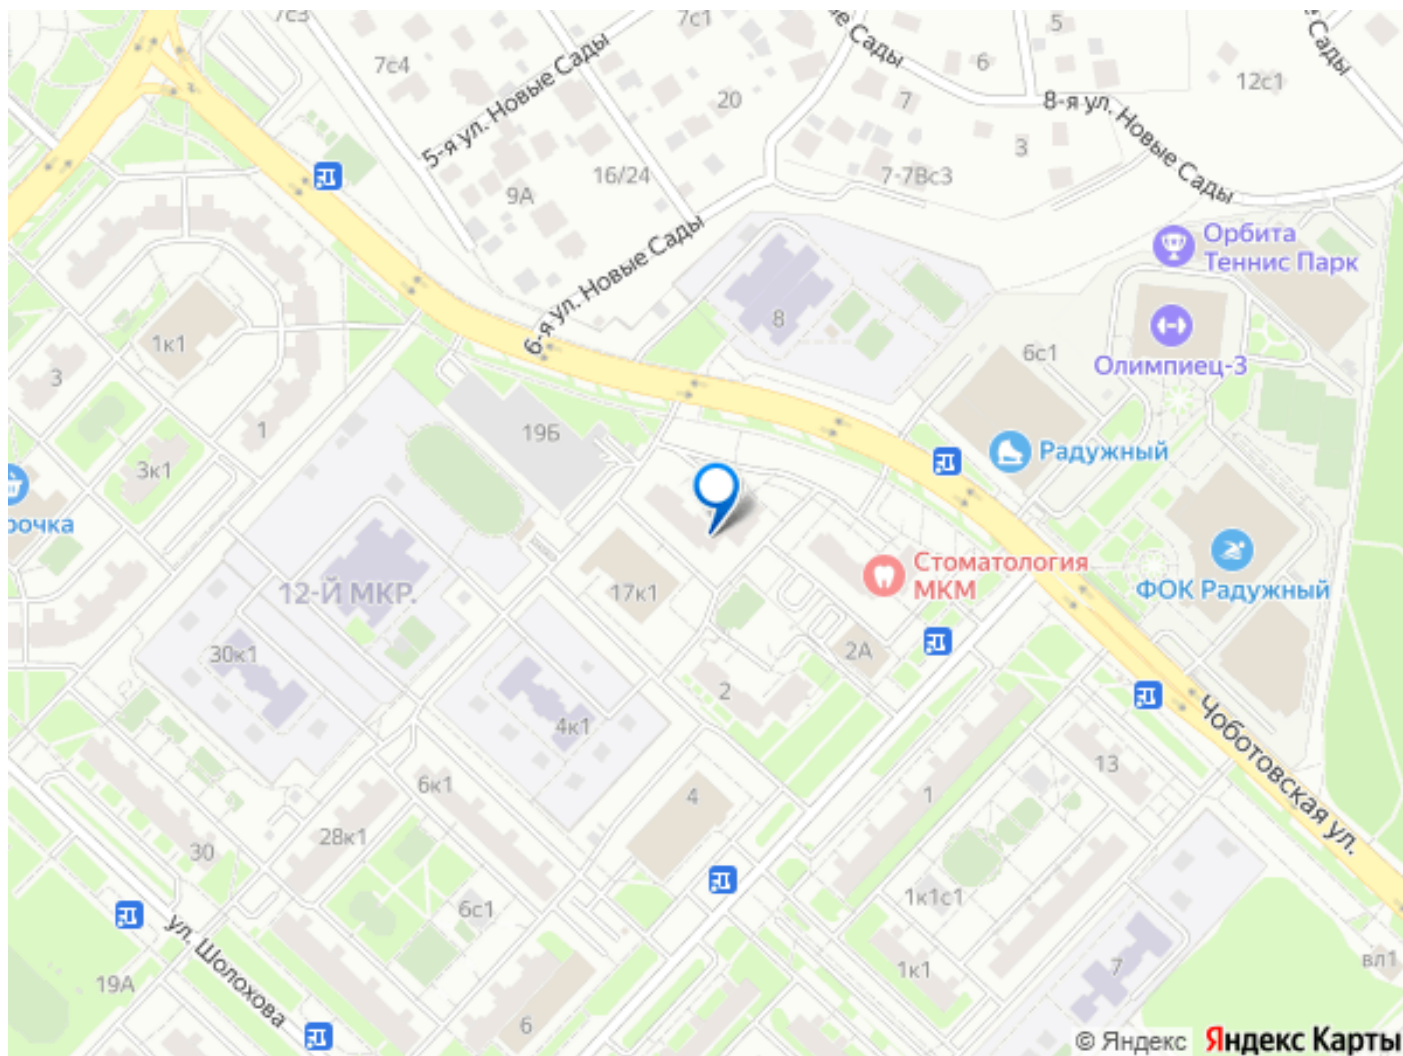 7с3
7с1
7с4
5-я ул. Новые Сады
20
16/24
9А
6-я ул. Новые Сады
е Сады
5
6
7
3
8-я ул. Новые Сады
12с1
Сады
7-7Вс3
Орбита
Теннис Парк
Олимпиец-3
6с1
8
Радужный
ФОК Радужный
1к1
3
1
3к1
рочка
19Б
12-Й МКР.
17к1
Стоматология
МКМ
2А
30к1
4к1
2
Чоботовская ул.
13
6к1
4
1
28к1
30
6с1
1к1с1
ул. Шолохова
19А
6
1к1
7
вл1
© Яндекс Яндекс Карты